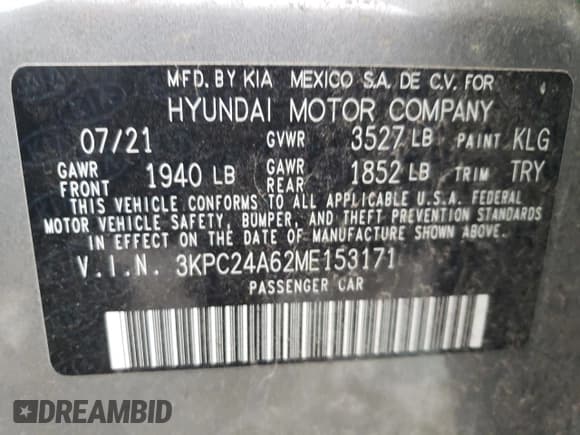 MFD. BY KIA MEXICO S.A. DE C.V. FOR
HYUNDAI MOTOR COMPANY
07/21 GVWR 3527 LB PAINT KLG
GAWR FRONT 1940 LB GAWR REAR 1852 LB TRIM TRY
THIS VEHICLE CONFORMS TO ALL APPLICABLE U.S.A. FEDERAL
MOTOR VEHICLE SAFETY, BUMPER, AND THEFT PREVENTION STANDARDS
IN EFFECT ON THE DATE OF MANUFACTURE SHOWN ABOVE.
V.I.N. 3KPC24A62ME153171
PASSENGER CAR
DREAMBID